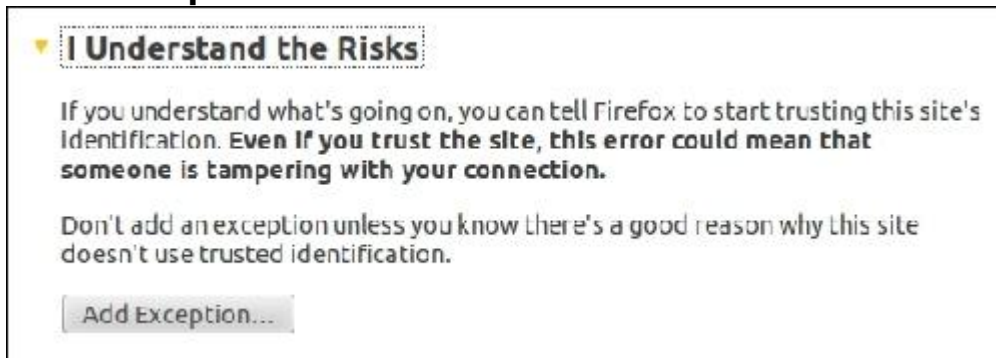 I Understand the Risks
If you understand what's going on, you can tell Firefox to start trusting this site's
identification. Even if you trust the site, this error could mean that
someone is tampering with your connection.
Don't add an exception unless you know there's a good reason why this site
doesn't use trusted identification.
Add Exception...